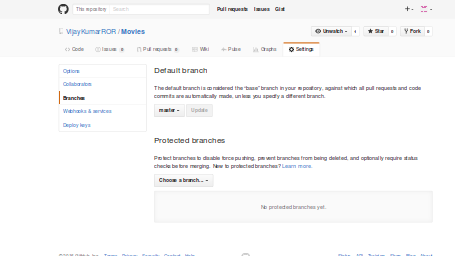 This repository Search Pull requests Issues Gist
VijayKumarROR / Movies Unwatch 1 Star 0 Fork 0
Code Issues 0 Pull requests 0 Wiki Pulse Graphs Settings
Options
Collaborators
Branches
Webhooks & services
Deploy keys
Default branch
The default branch is considered the "base" branch in your repository, against which all pull requests and code
commits are automatically made, unless you specify a different branch.
master Update
Protected branches
Protect branches to disable force pushing, prevent branches from being deleted, and optionally require status
checks before merging. New to protected branches? Learn more.
Choose a branch...
No protected branches yet.